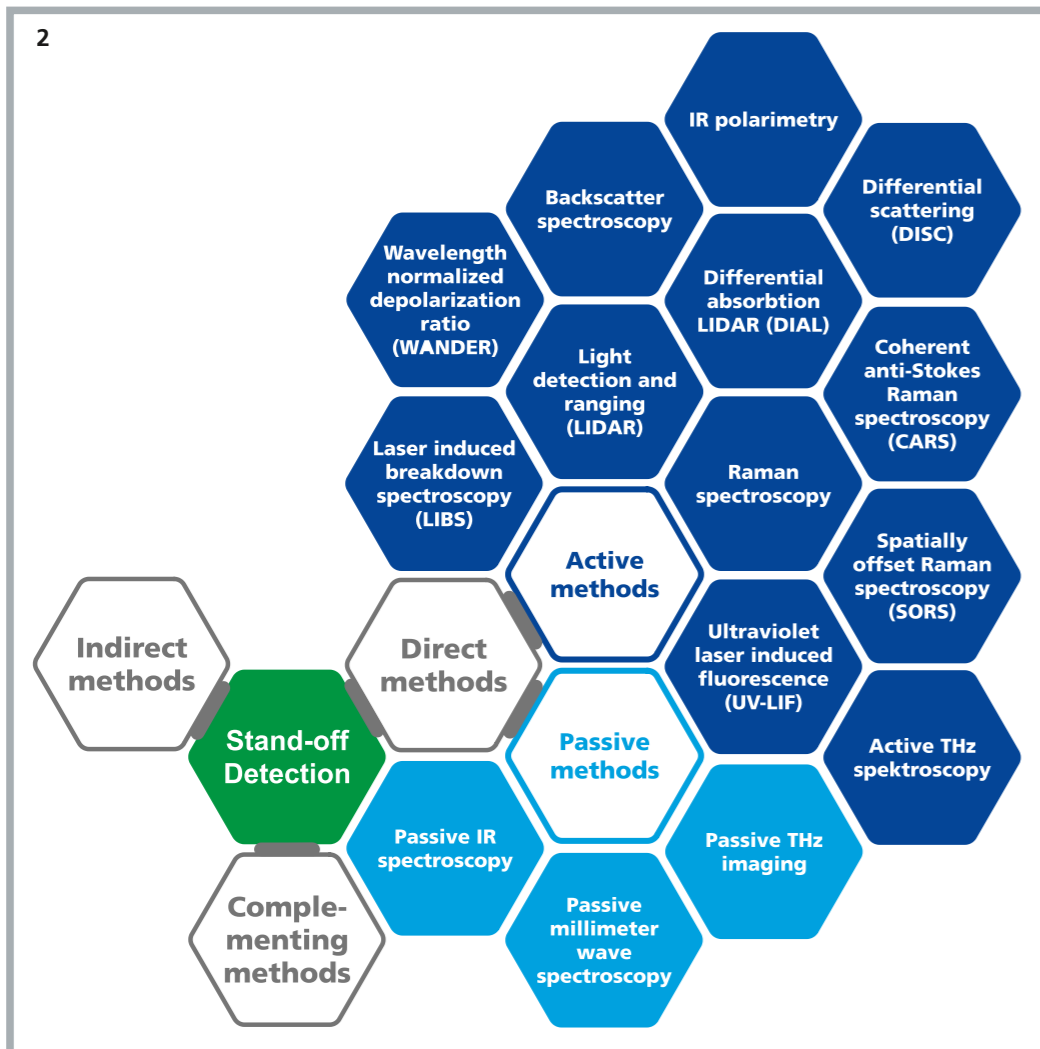 2
IR polarimetry
Backscatter
spectroscopy
Differential
scattering
(DISC)
Wavelength
normalized
depolarization
ratio
(WANDER)
Differential
absorbtion
LIDAR (DIAL)
Light
detection and
ranging
(LIDAR)
Coherent
anti-Stokes
Raman
spectroscopy
(CARS)
Laser induced
breakdown
spectroscopy
(LIBS)
Raman
spectroscopy
Active
methods
Spatially
offset Raman
spectroscopy
(SORS)
Indirect
methods
Direct
methods
Ultraviolet
laser induced
fluorescence
(UV-LIF)
Stand-off
Detection
Passive
methods
Active THz
spektroscopy
Passive IR
spectroscopy
Passive THz
imaging
Comple-
menting
methods
Passive
millimeter
wave
spectroscopy